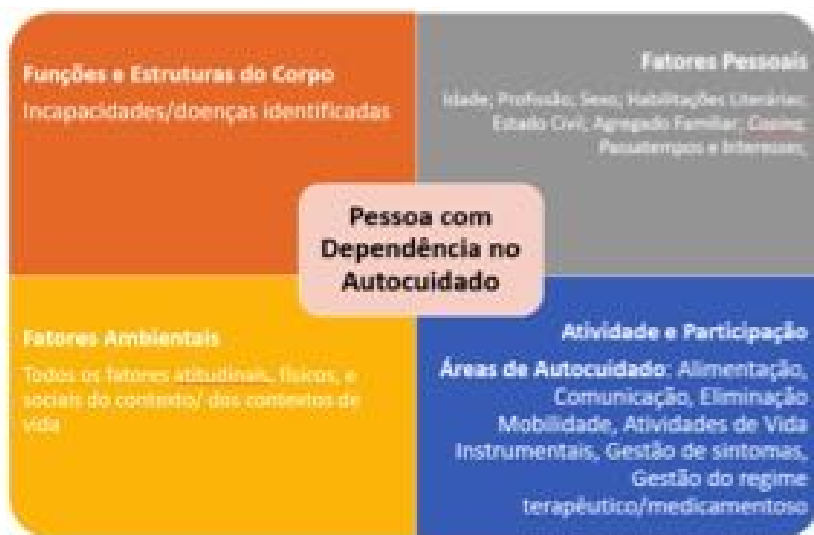 Funções e Estruturas do Corpo
Incapacidades/doenças identificadas
Fatores Pessoais
Idade; Profissão; Sexo; Habilitações Literárias;
Estado Civil; Agregado Familiar; Coping;
Passatempos e Interesses,
Pessoa com
Dependência no
Autocuidado
Fatores Ambientais
Todos os fatores atitudinais, físicos, e
sociais do contexto/ dos contextos de
vida
Atividade e Participação
Áreas de Autocuidado: Alimentação,
Comunicação, Eliminação
Mobilidade, Atividades de Vida
Instrumentais, Gestão de sintomas,
Gestão do regime
terapêutico/medicamentoso